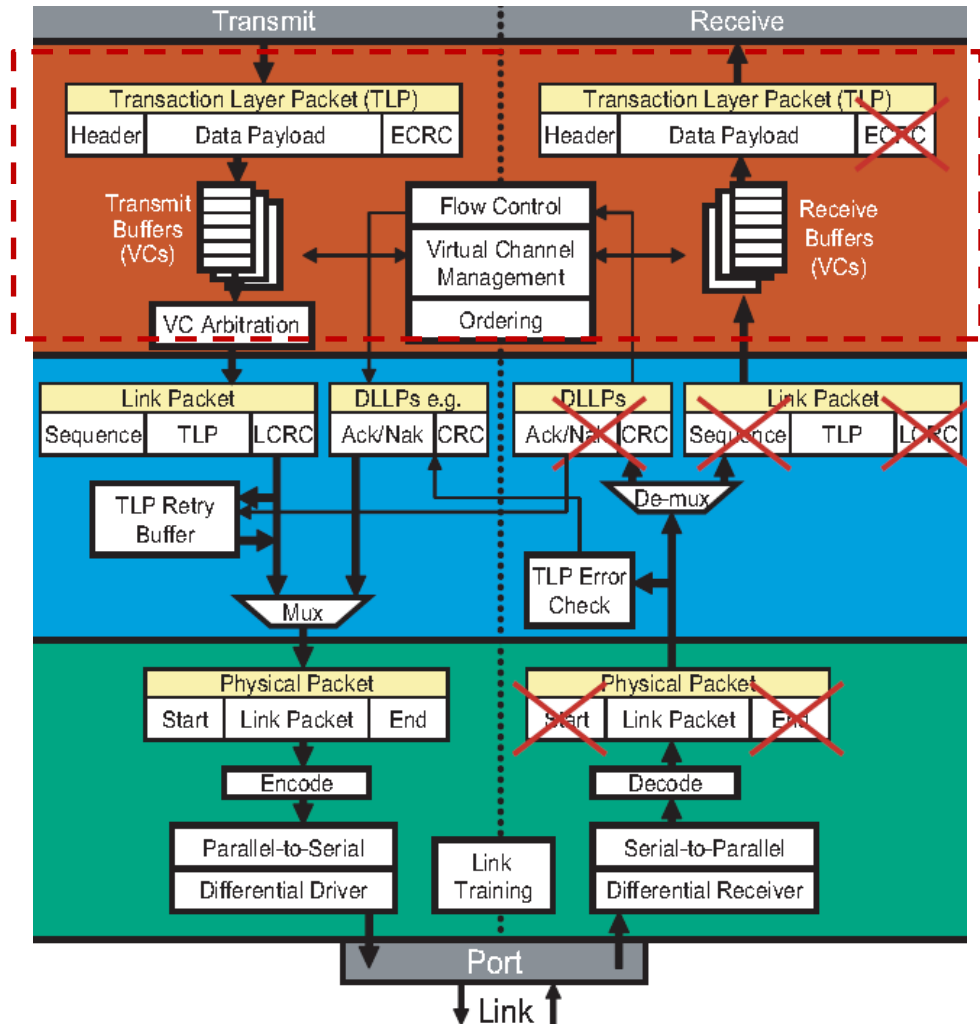 Transmit
Receive
Transaction Layer Packet (TLP)
Header
Data Payload
ECRC
Transaction Layer Packet (TLP)
Header
Data Payload
ECRC
Transmit
Buffers
(VCs)
Flow Control
Virtual Channel
Management
Ordering
Receive
Buffers
(VCs)
VC Arbitration
Link Packet
Sequence
TLP
LCRC
DLLPs e.g.
Ack/Nak
CRC
DLLPs
Ack/Nak
CRC
Link Packet
Sequence
TLP
LCRC
TLP Retry
Buffer
De-mux
TLP Error
Check
Mux
Physical Packet
Start
Link Packet
End
Physical Packet
Start
Link Packet
End
Encode
Decode
Parallel-to-Serial
Differential Driver
Link
Training
Serial-to-Parallel
Differential Receiver
Port
Link